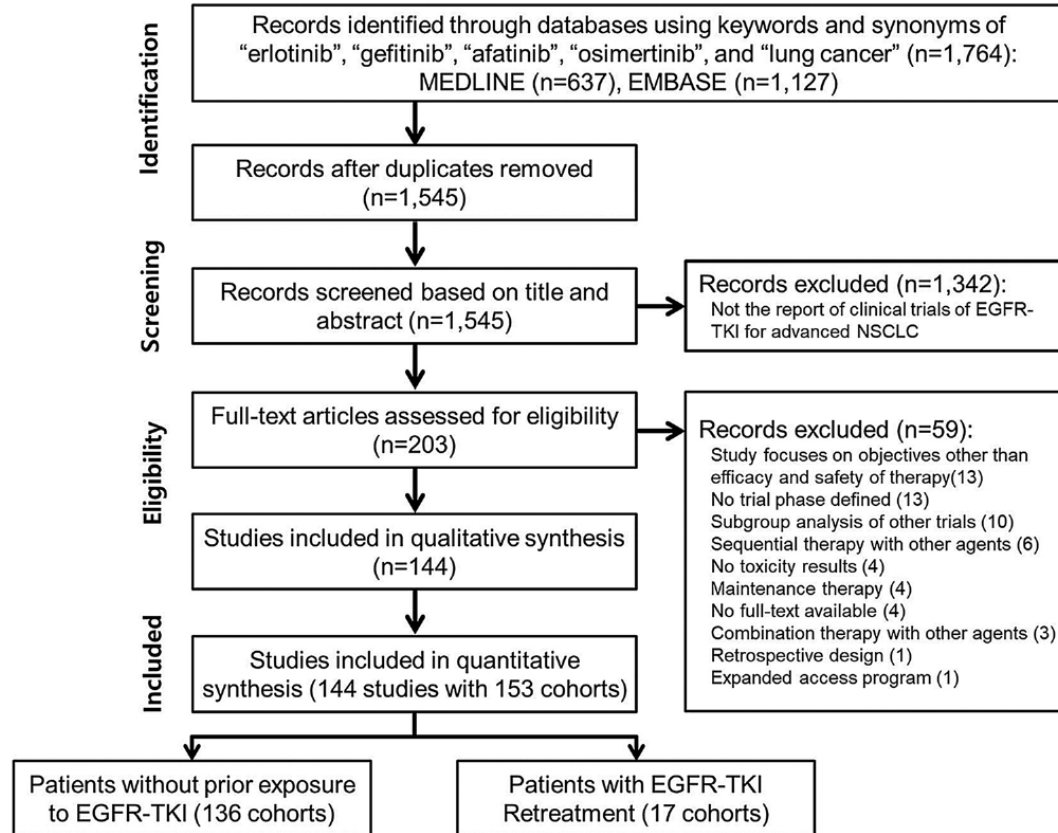 Identification
Records identified through databases using keywords and synonyms of
“erlotinib”, “gefitinib”, “afatinib”, “osimertinib”, and “lung cancer” (n=1,764):
MEDLINE (n=637), EMBASE (n=1,127)
Records after duplicates removed
(n=1,545)
Screening
Records screened based on title and
abstract (n=1,545)
Records excluded (n=1,342):
Not the report of clinical trials of EGFR-
TKI for advanced NSCLC
Eligibility
Full-text articles assessed for eligibility
(n=203)
Records excluded (n=59):
Study focuses on objectives other than
efficacy and safety of therapy(13)
No trial phase defined (13)
Subgroup analysis of other trials (10)
Sequential therapy with other agents (6)
No toxicity results (4)
Maintenance therapy (4)
No full-text available (4)
Combination therapy with other agents (3)
Retrospective design (1)
Expanded access program (1)
Studies included in qualitative synthesis
(n=144)
Included
Studies included in quantitative
synthesis (144 studies with 153 cohorts)
Patients without prior exposure
to EGFR-TKI (136 cohorts)
Patients with EGFR-TKI
Retreatment (17 cohorts)